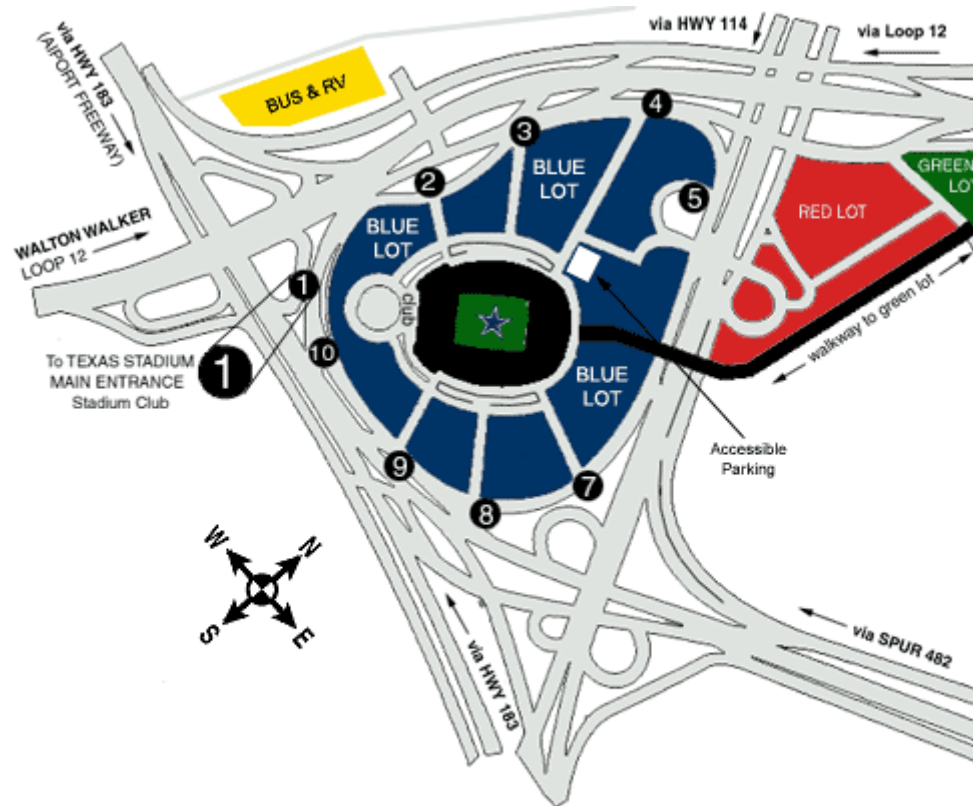 via HWY 114
via Loop 12
via HWY 183
(AIPORT FREEWAY)
BUS & RV
4
3
BLUE
LOT
2
5
GREEN
LOT
RED LOT
WALTON WALKER
LOOP 12
BLUE
LOT
1
club
10
walkway to green lot
To TEXAS STADIUM
MAIN ENTRANCE
Stadium Club
1
BLUE
LOT
Accessible
Parking
9
7
8
W
N
S
E
via HWY 183
via SPUR 482